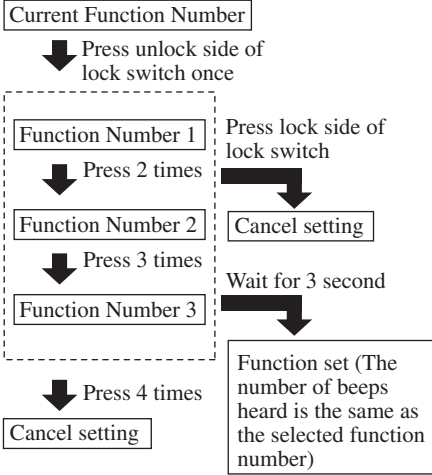 Current Function Number
Press unlock side of
lock switch once
Function Number 1
Press 2 times
Function Number 2
Press 3 times
Function Number 3
Press 4 times
Cancel setting
Press lock side of
lock switch
Cancel setting
Wait for 3 second
Function set (The
number of beeps
heard is the same as
the selected function
number)